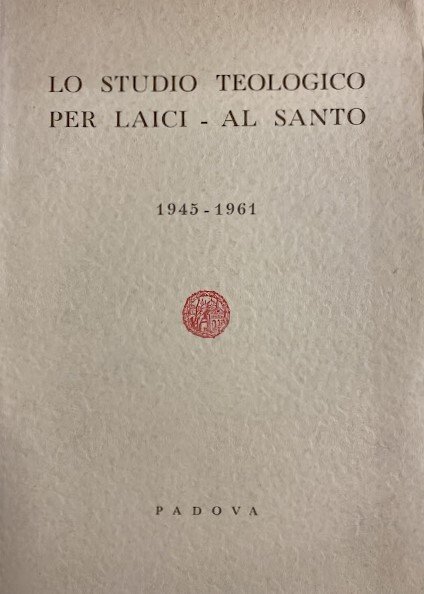 LO STUDIO TEOLOGICO
PER LAICI - AL SANTO
1945 - 1961
PADOVA